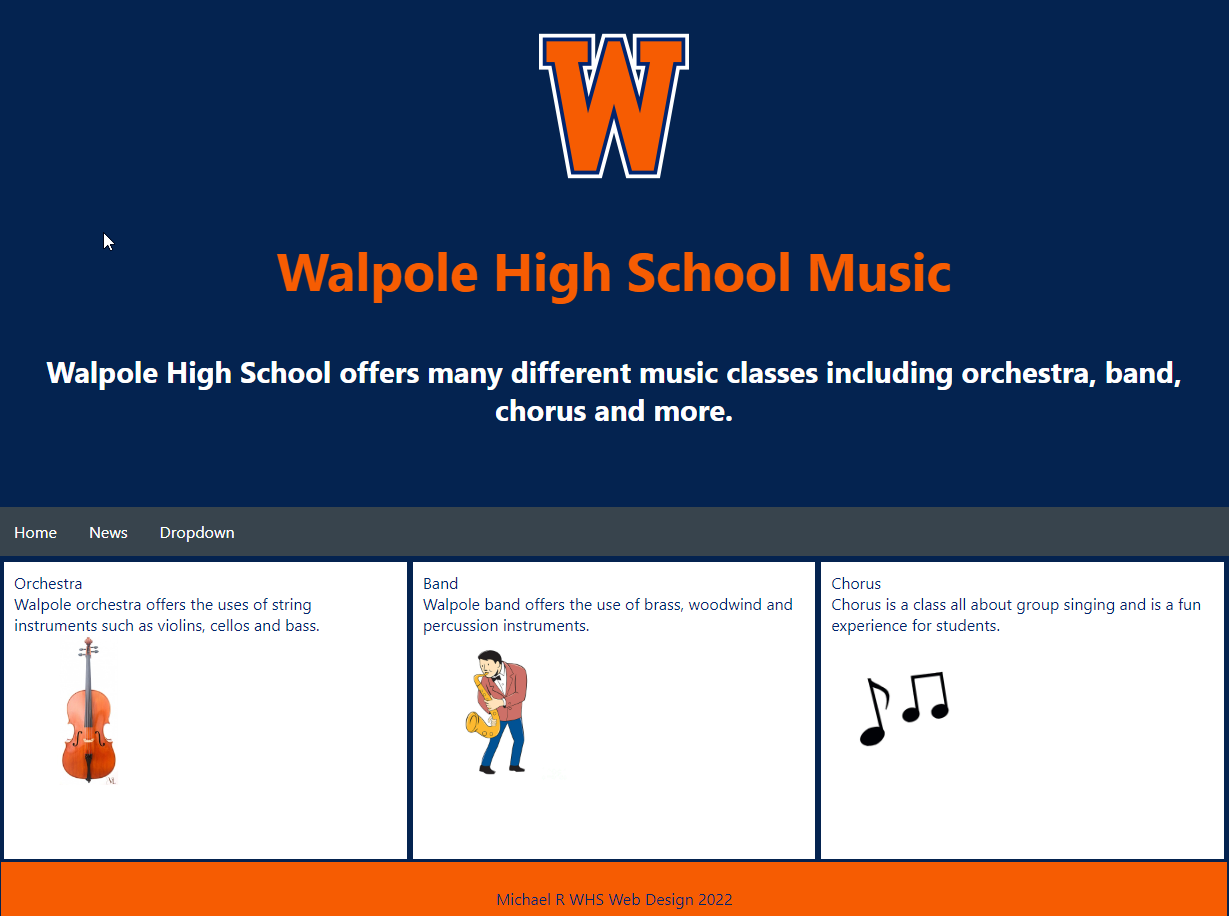 W
Walpole High School Music
Walpole High School offers many different music classes including orchestra, band,
chorus and more.
Home News Dropdown
Orchestra
Walpole orchestra offers the uses of string
instruments such as violins, cellos and bass.
Band
Walpole band offers the use of brass, woodwind and
percussion instruments.
Chorus
Chorus is a class all about group singing and is a fun
experience for students.
Michael R WHS Web Design 2022